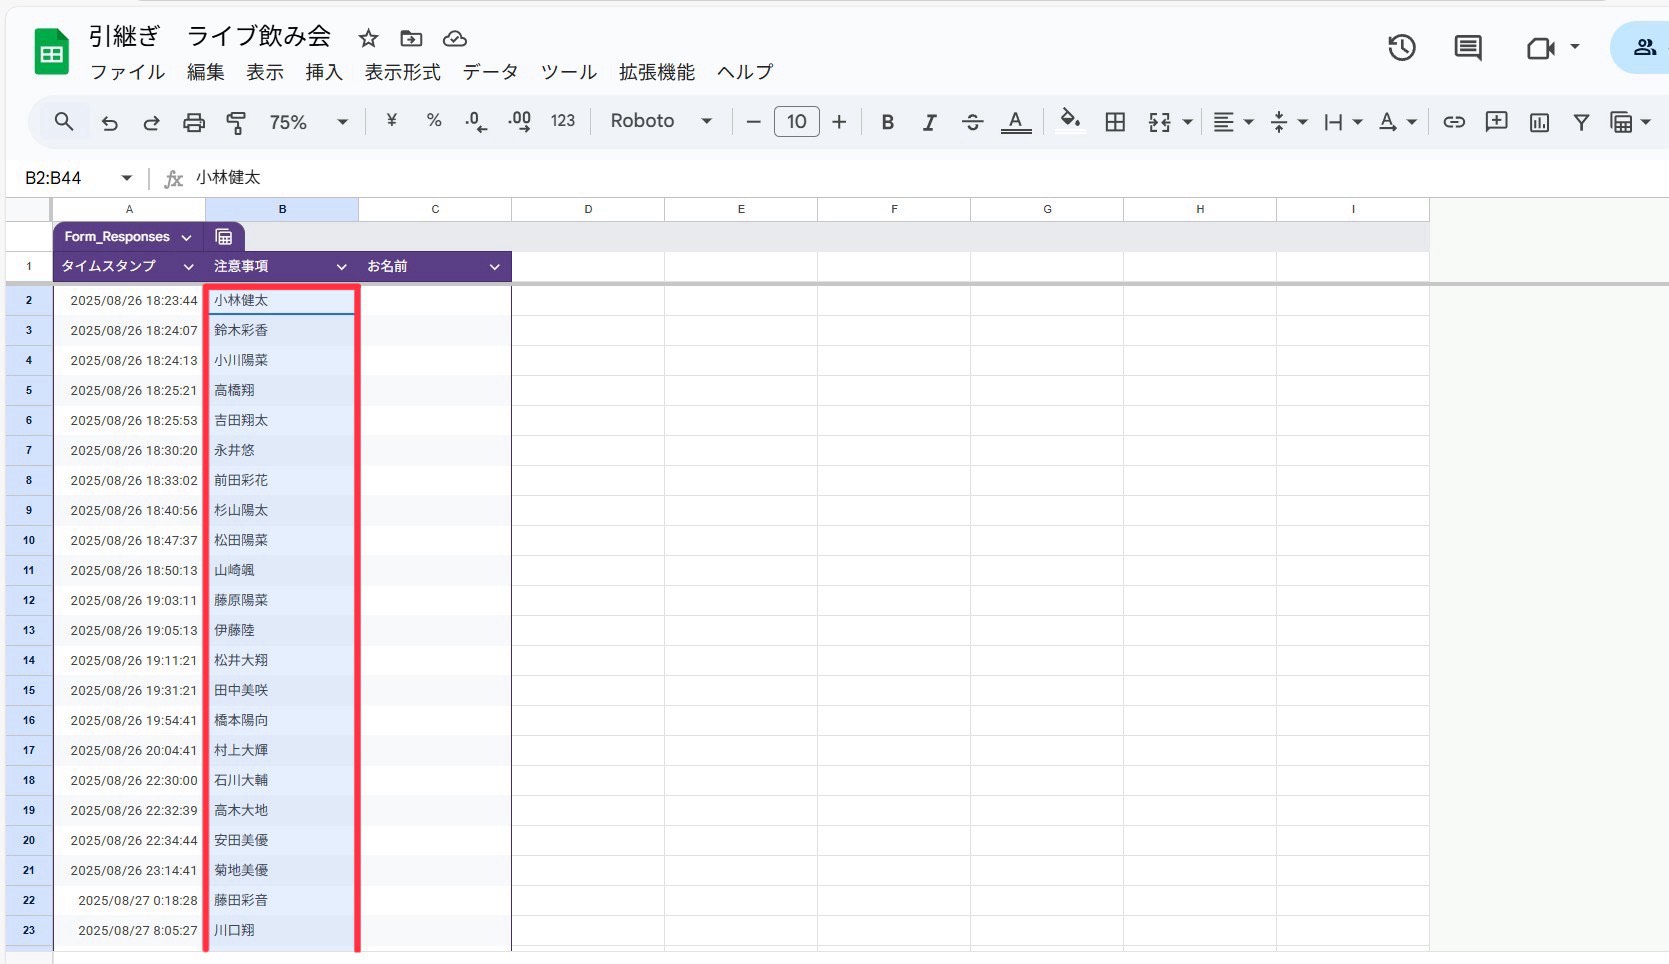 引継ぎ　ライブ飲み会
ファイル 編集 表示 挿入 表示形式 データ ツール 拡張機能 ヘルプ
75% ¥ % .0 .00 123 Roboto − 10 + B I S A A
B2:B44 fx 小林健太
A B C D E F G H I
Form_Responses
1 タイムスタンプ 注意事項 お名前
2 2025/08/26 18:23:44 小林健太
3 2025/08/26 18:24:07 鈴木彩香
4 2025/08/26 18:24:13 小川陽菜
5 2025/08/26 18:25:21 高橋翔
6 2025/08/26 18:25:53 吉田翔太
7 2025/08/26 18:30:20 永井悠
8 2025/08/26 18:33:02 前田彩花
9 2025/08/26 18:40:56 杉山陽太
10 2025/08/26 18:47:37 松田陽菜
11 2025/08/26 18:50:13 山崎颯
12 2025/08/26 19:03:11 藤原陽菜
13 2025/08/26 19:05:13 伊藤陸
14 2025/08/26 19:11:21 松井大翔
15 2025/08/26 19:31:21 田中美咲
16 2025/08/26 19:54:41 橋本陽向
17 2025/08/26 20:04:41 村上大輝
18 2025/08/26 22:30:00 石川大輔
19 2025/08/26 22:32:39 高木大地
20 2025/08/26 22:34:44 安田美優
21 2025/08/26 23:14:41 菊地美優
22 2025/08/27 0:18:28 藤田彩音
23 2025/08/27 8:05:27 川口翔